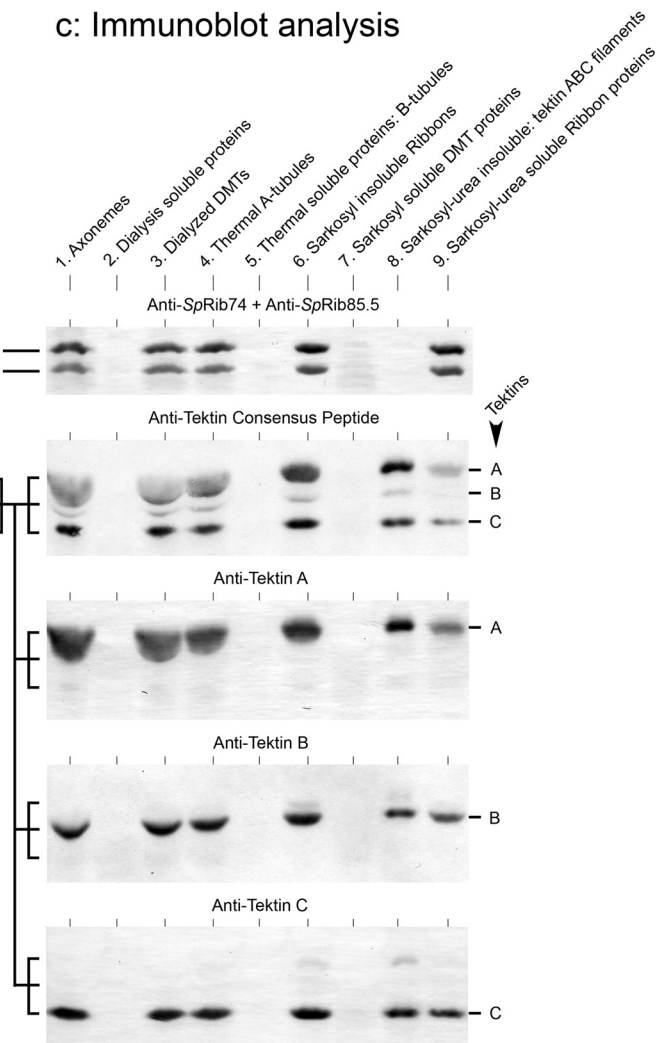 c: Immunoblot analysis
1. Axonemes
2. Dialysis soluble proteins
3. Dialyzed DMTs
4. Thermal A-tubules
5. Thermal soluble proteins: B-tubules
6. Sarkosyl insoluble Ribbons
7. Sarkosyl soluble DMT proteins
8. Sarkosyl-urea insoluble: tektin ABC filaments
9. Sarkosyl-urea soluble Ribbon proteins
Anti-SpRib74 + Anti-SpRib85.5
Anti-Tektin Consensus Peptide
Tektins
A
B
C
Anti-Tektin A
A
Anti-Tektin B
B
Anti-Tektin C
C